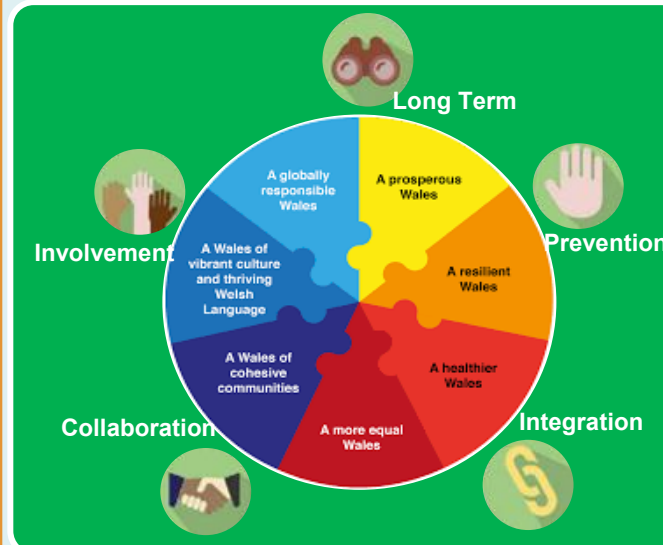 Long Term
A globally
responsible
Wales
A prosperous
Wales
Involvement
Prevention
A Wales of
vibrant culture
and thriving
Welsh
Language
A resilient
Wales
A Wales of
cohesive
communities
A healthier
Wales
Collaboration
A more equal
Wales
Integration